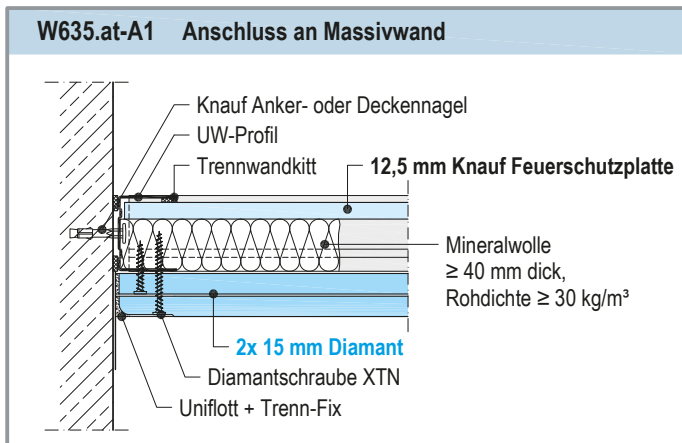 W635.at-A1 Anschluss an Massivwand
Knauf Anker- oder Deckennagel
UW-Profil
Trennwandkitt
12,5 mm Knauf Feuerschutzplatte
Mineralwolle
≥ 40 mm dick,
Rohdichte ≥ 30 kg/m³
2x 15 mm Diamant
Diamantschraube XTN
Uniflott + Trenn-Fix